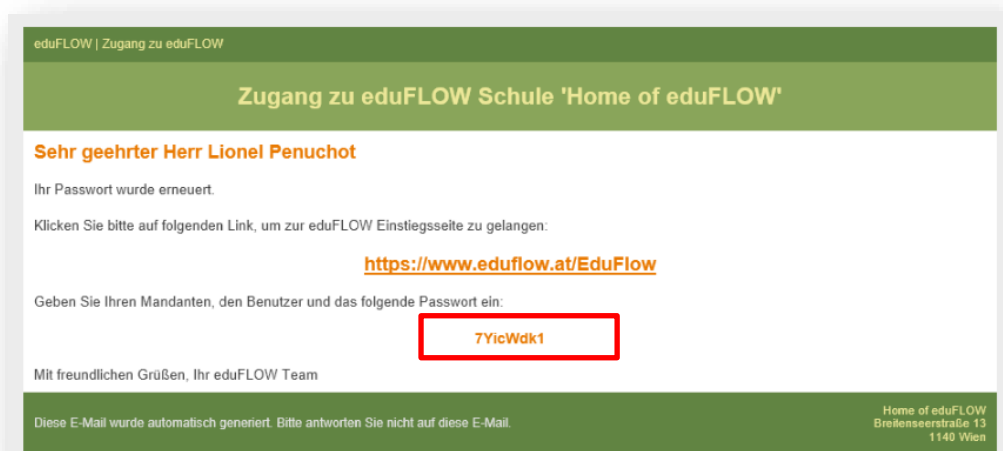 eduFLOW | Zugang zu eduFLOW
Zugang zu eduFLOW Schule 'Home of eduFLOW'
Sehr geehrter Herr Lionel Penuchot
Ihr Passwort wurde erneuert.
Klicken Sie bitte auf folgenden Link, um zur eduFLOW Einstiegsseite zu gelangen:
https://www.eduflow.at/EduFlow
Geben Sie Ihren Mandanten, den Benutzer und das folgende Passwort ein:
7YicWdk1
Mit freundlichen Grüßen, Ihr eduFLOW Team
Diese E-Mail wurde automatisch generiert. Bitte antworten Sie nicht auf diese E-Mail.
Home of eduFLOW
Breitenseerstraße 13
1140 Wien